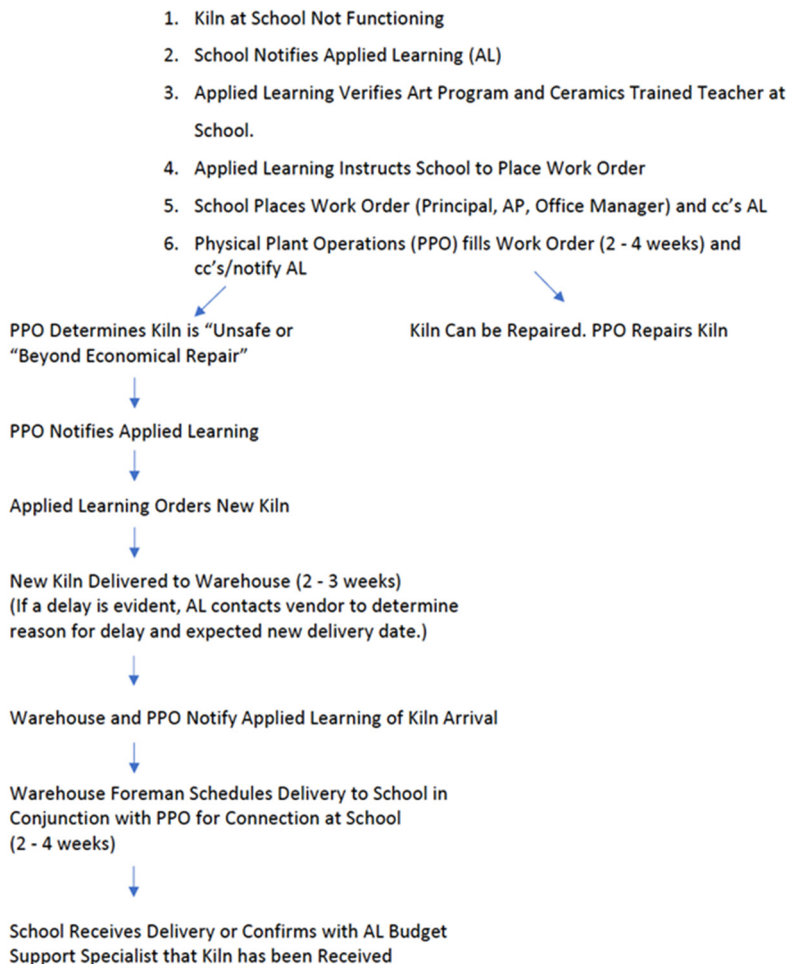 1. Kiln at School Not Functioning
2. School Notifies Applied Learning (AL)
3. Applied Learning Verifies Art Program and Ceramics Trained Teacher at
School.
4. Applied Learning Instructs School to Place Work Order
5. School Places Work Order (Principal, AP, Office Manager) and cc's AL
6. Physical Plant Operations (PPO) fills Work Order (2 - 4 weeks) and
cc's/notify AL
PPO Determines Kiln is "Unsafe or
"Beyond Economical Repair"
Kiln Can be Repaired. PPO Repairs Kiln
PPO Notifies Applied Learning
Applied Learning Orders New Kiln
New Kiln Delivered to Warehouse (2 - 3 weeks)
(If a delay is evident, AL contacts vendor to determine
reason for delay and expected new delivery date.)
Warehouse and PPO Notify Applied Learning of Kiln Arrival
Warehouse Foreman Schedules Delivery to School in
Conjunction with PPO for Connection at School
(2 - 4 weeks)
School Receives Delivery or Confirms with AL Budget
Support Specialist that Kiln has been Received